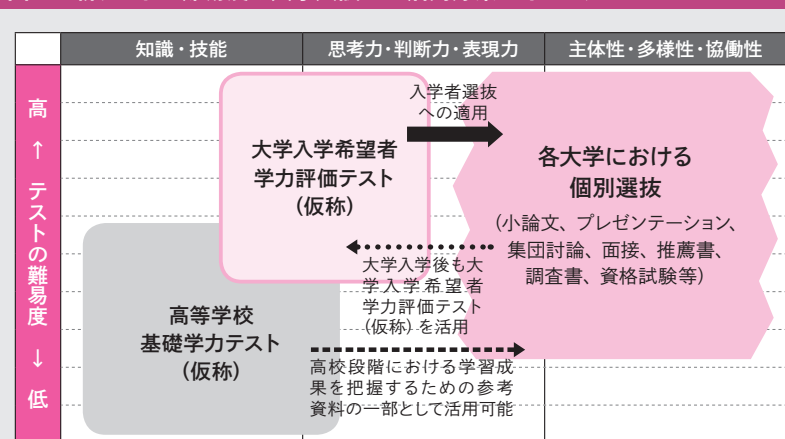 知識・技能
思考力・判断力・表現力
主体性・多様性・協働性
高
↑
テストの難易度
↓
低
入学者選抜
への適用
大学入学希望者
学力評価テスト
(仮称)
各大学における
個別選抜
(小論文、プレゼンテーション、
集団討論、面接、推薦書、
調査書、資格試験等)
大学入学後も大
学入学希望者
学力評価テスト
(仮称)を活用
高等学校
基礎学力テスト
(仮称)
高校段階における学習成
果を把握するための参考
資料の一部として活用可能